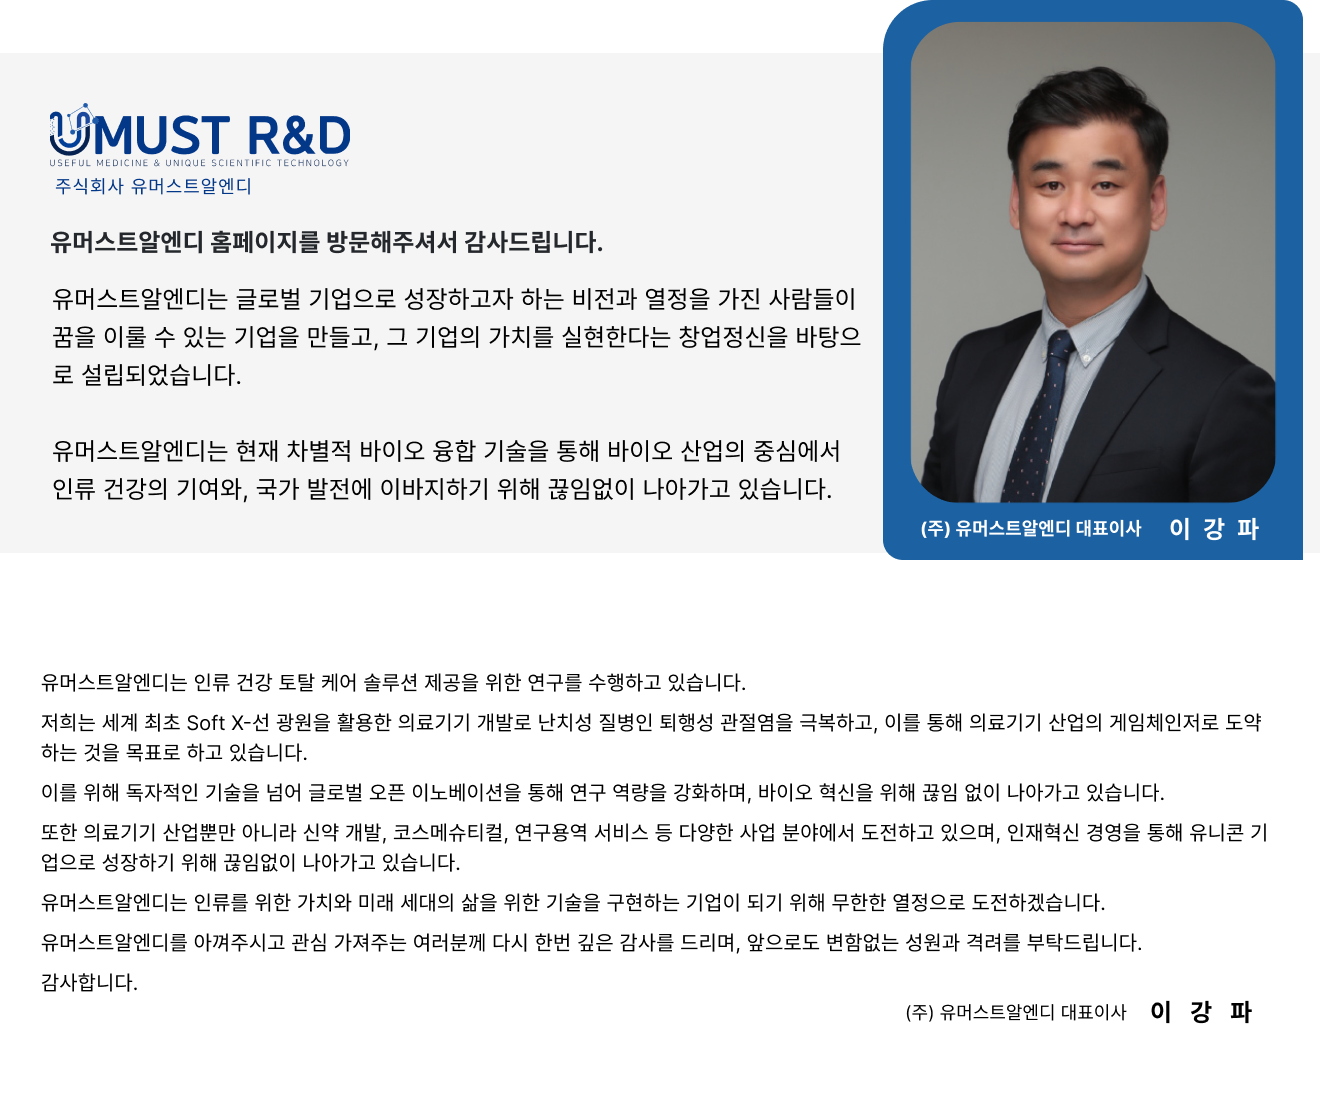 UMUST R&D
USEFUL MEDICINE & UNIQUE SCIENTIFIC TECHNOLOGY
주식회사 유머스트알엔디
유머스트알엔디 홈페이지를 방문해주셔서 감사드립니다.
유머스트알엔디는 글로벌 기업으로 성장하고자 하는 비전과 열정을 가진 사람들이
꿈을 이룰 수 있는 기업을 만들고, 그 기업의 가치를 실현한다는 창업정신을 바탕으
로 설립되었습니다.
유머스트알엔디는 현재 차별적 바이오 융합 기술을 통해 바이오 산업의 중심에서
인류 건강의 기여와, 국가 발전에 이바지하기 위해 끊임없이 나아가고 있습니다.
(주) 유머스트알엔디 대표이사 이 강 파
유머스트알엔디는 인류 건강 토탈 케어 솔루션 제공을 위한 연구를 수행하고 있습니다.
저희는 세계 최초 Soft X-선 광원을 활용한 의료기기 개발로 난치성 질병인 퇴행성 관절염을 극복하고, 이를 통해 의료기기 산업의 게임체인저로 도약
하는 것을 목표로 하고 있습니다.
이를 위해 독자적인 기술을 넘어 글로벌 오픈 이노베이션을 통해 연구 역량을 강화하며, 바이오 혁신을 위해 끊임 없이 나아가고 있습니다.
또한 의료기기 산업뿐만 아니라 신약 개발, 코스메슈티컬, 연구용역 서비스 등 다양한 사업 분야에서 도전하고 있으며, 인재혁신 경영을 통해 유니콘 기
업으로 성장하기 위해 끊임없이 나아가고 있습니다.
유머스트알엔디는 인류를 위한 가치와 미래 세대의 삶을 위한 기술을 구현하는 기업이 되기 위해 무한한 열정으로 도전하겠습니다.
유머스트알엔디를 아껴주시고 관심 가져주는 여러분께 다시 한번 깊은 감사를 드리며, 앞으로도 변함없는 성원과 격려를 부탁드립니다.
감사합니다.
(주) 유머스트알엔디 대표이사 이 강 파